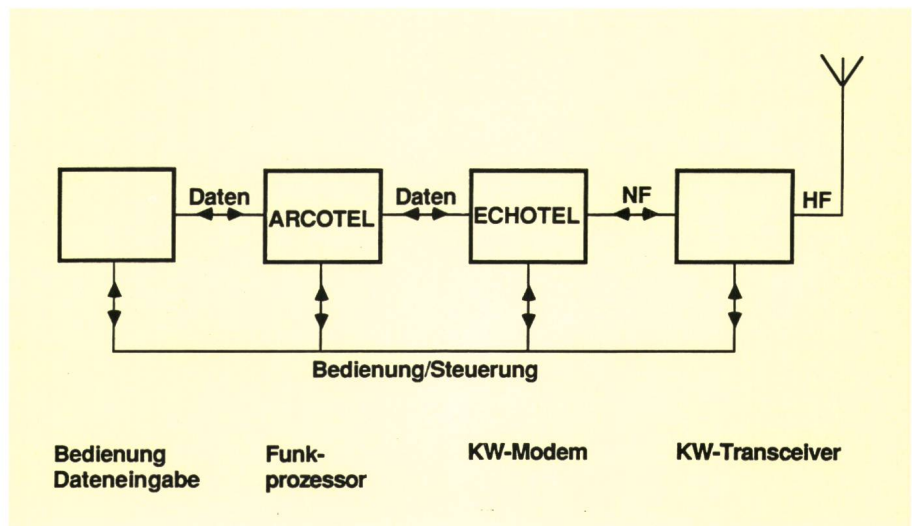 Daten
Daten
NF
HF
ARCOTEL
ECHOTEL
Bedienung/Steuerung
Bedienung
Dateneingabe
Funk-
prozessor
KW-Modem
KW-Transceiver